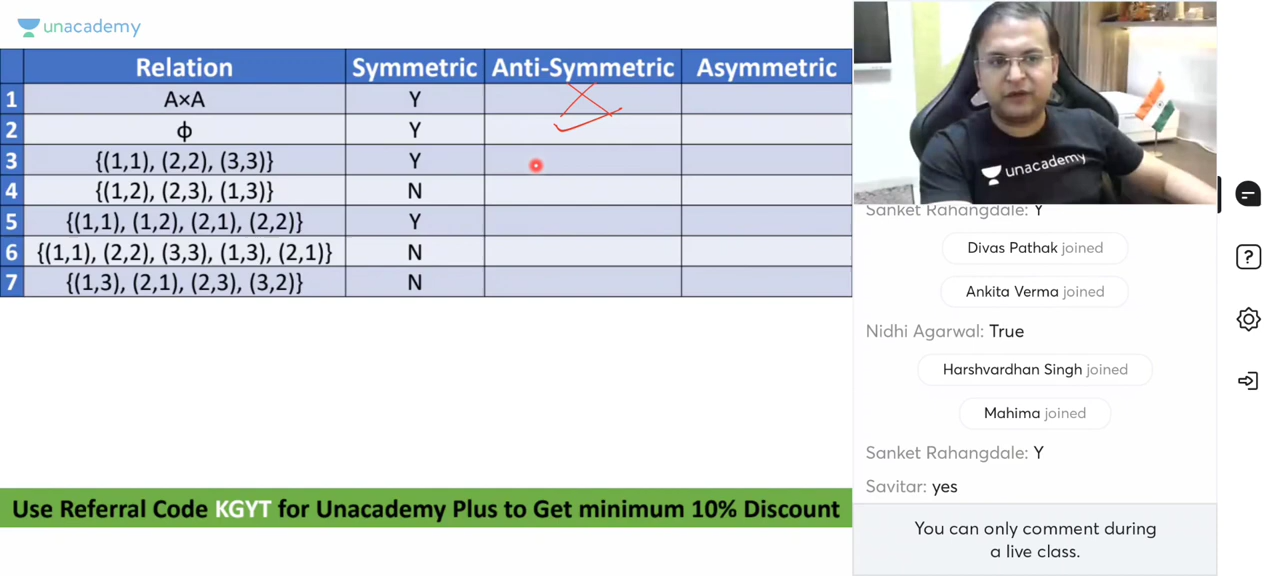 unacademy
Relation Symmetric Anti-Symmetric Asymmetric
1 A×A Y
2 ϕ Y
3 {(1,1), (2,2), (3,3)} Y
4 {(1,2), (2,3), (1,3)} N
5 {(1,1), (1,2), (2,1), (2,2)} Y
6 {(1,1), (2,2), (3,3), (1,3), (2,1)} N
7 {(1,3), (2,1), (2,3), (3,2)} N
Use Referral Code KGYT for Unacademy Plus to Get minimum 10% Discount
unacademy
Sanket Rahangdale: Y
Divas Pathak joined
Ankita Verma joined
Nidhi Agarwal: True
Harshvardhan Singh joined
Mahima joined
Sanket Rahangdale: Y
Savitar: yes
You can only comment during
a live class.
?